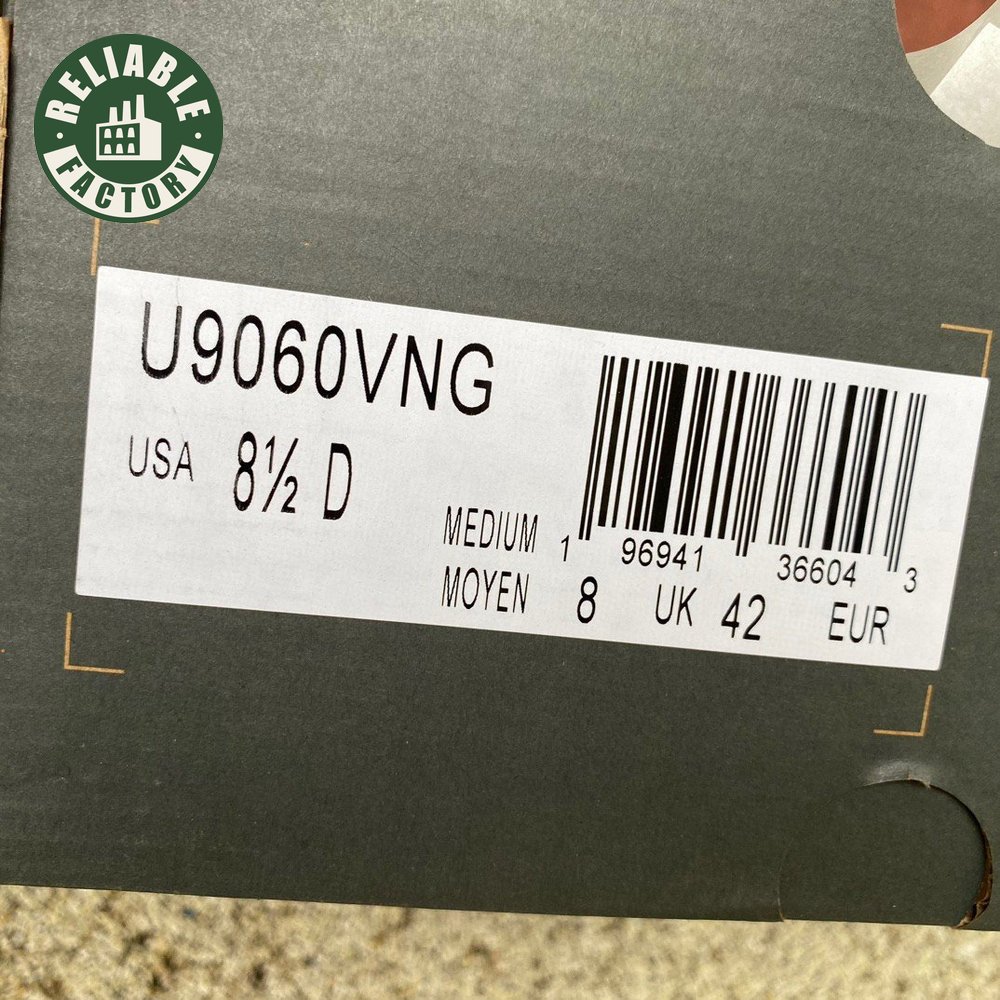 RELIABLE
FACTORY
U9060VNG
USA 8½ D
MEDIUM
MOYEN
1 96941 36604 3
8 UK 42 EUR